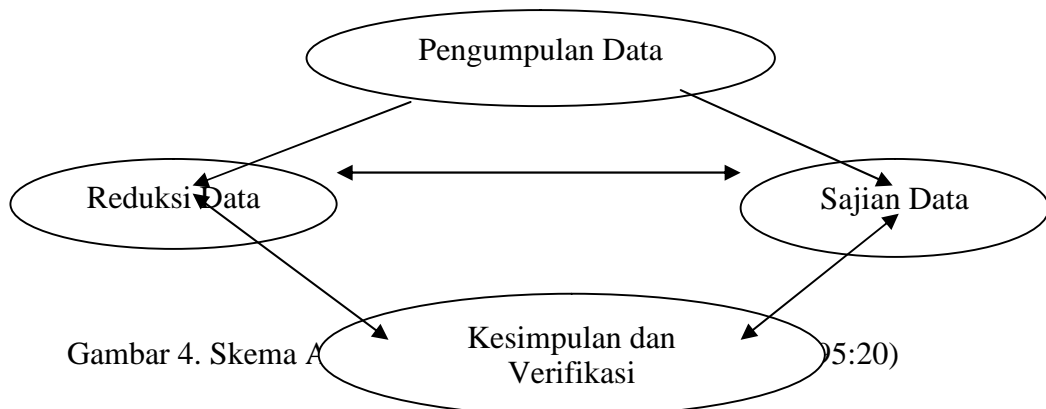 Pengumpulan Data
Reduksi Data
Sajian Data
Kesimpulan dan
Verifikasi
Gambar 4. Skema A 5:20)